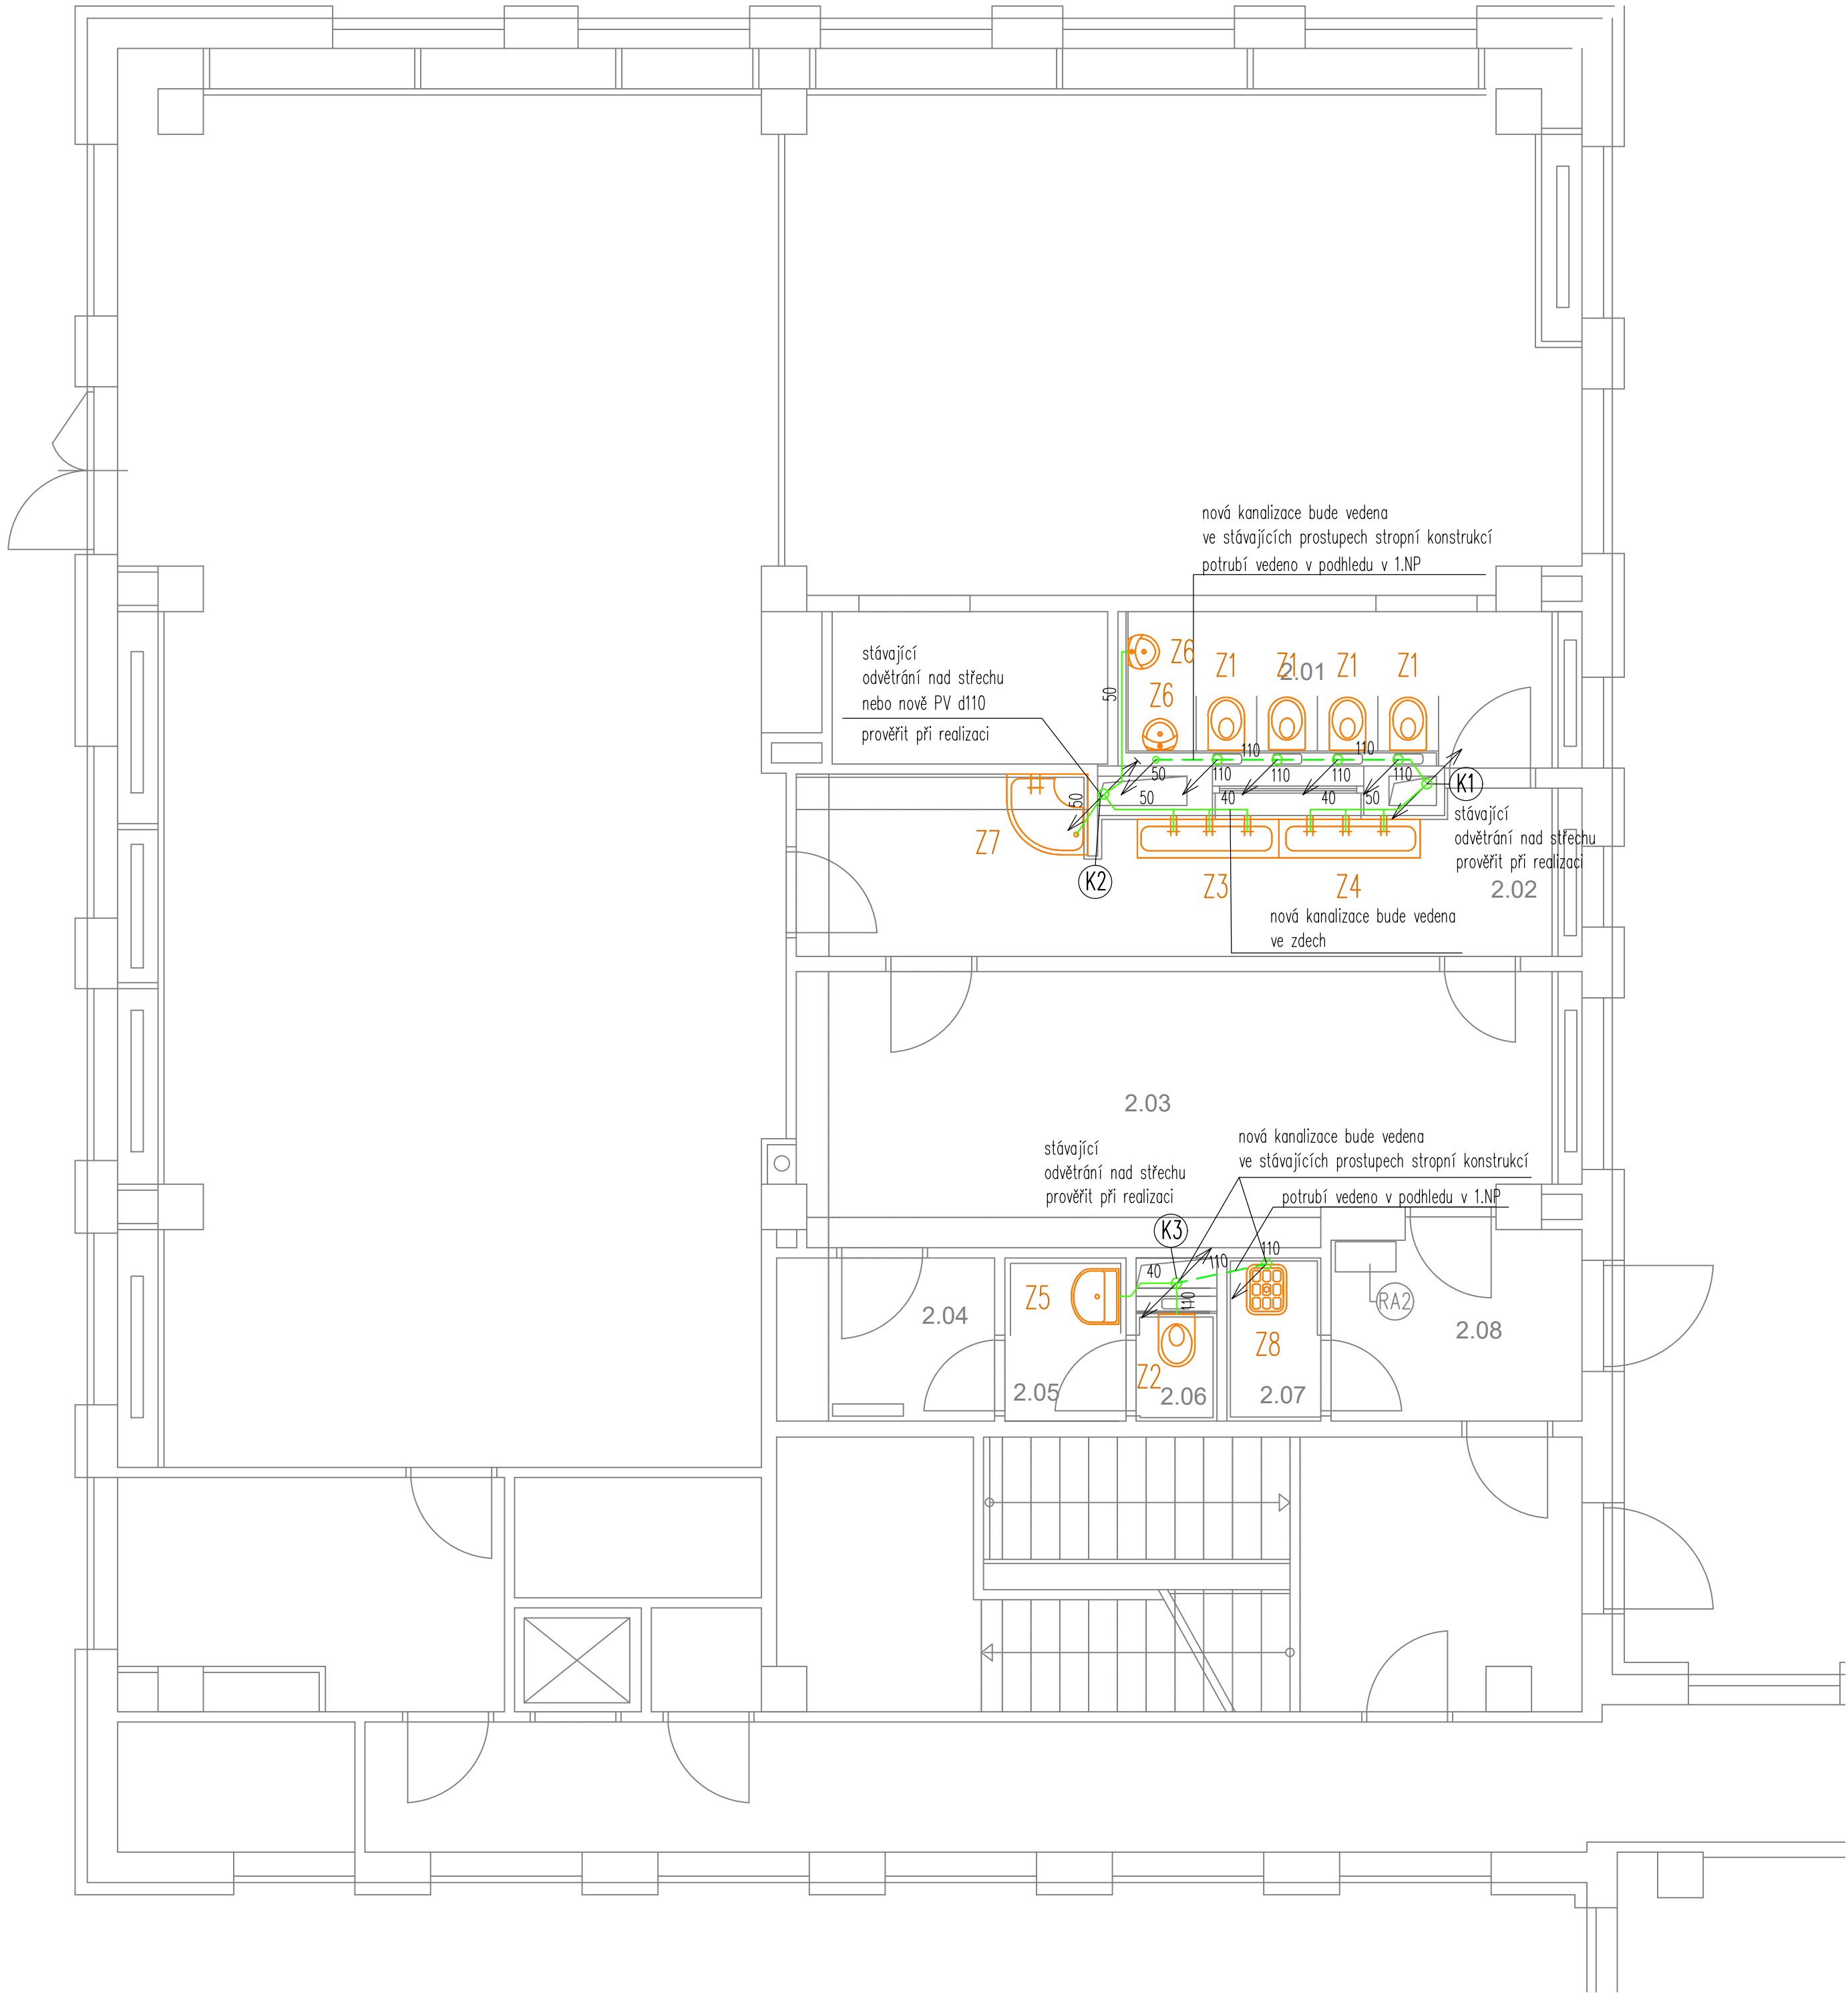 nová kanalizace bude vedena
ve stávajících prostupech stropní konstrukcí
potrubí vedeno v podhledu v 1.NP
stávající
odvětrání nad střechu
nebo nově PV d110
prověřit při realizaci
Z6
Z6
Z1
Z1
Z1
Z1
2.01
50
110
110
50
110
110
110
110
50
50
40
40
50
K1
stávající
odvětrání nad střechu
prověřit při realizaci
Z7
K2
Z3
Z4
2.02
nová kanalizace bude vedena
ve zdech
2.03
stávající
odvětrání nad střechu
prověřit při realizaci
nová kanalizace bude vedena
ve stávajících prostupech stropní konstrukcí
potrubí vedeno v podhledu v 1.NP
K3
40
110
110
110
Z5
Z2
Z8
RA2
2.04
2.05
2.06
2.07
2.08